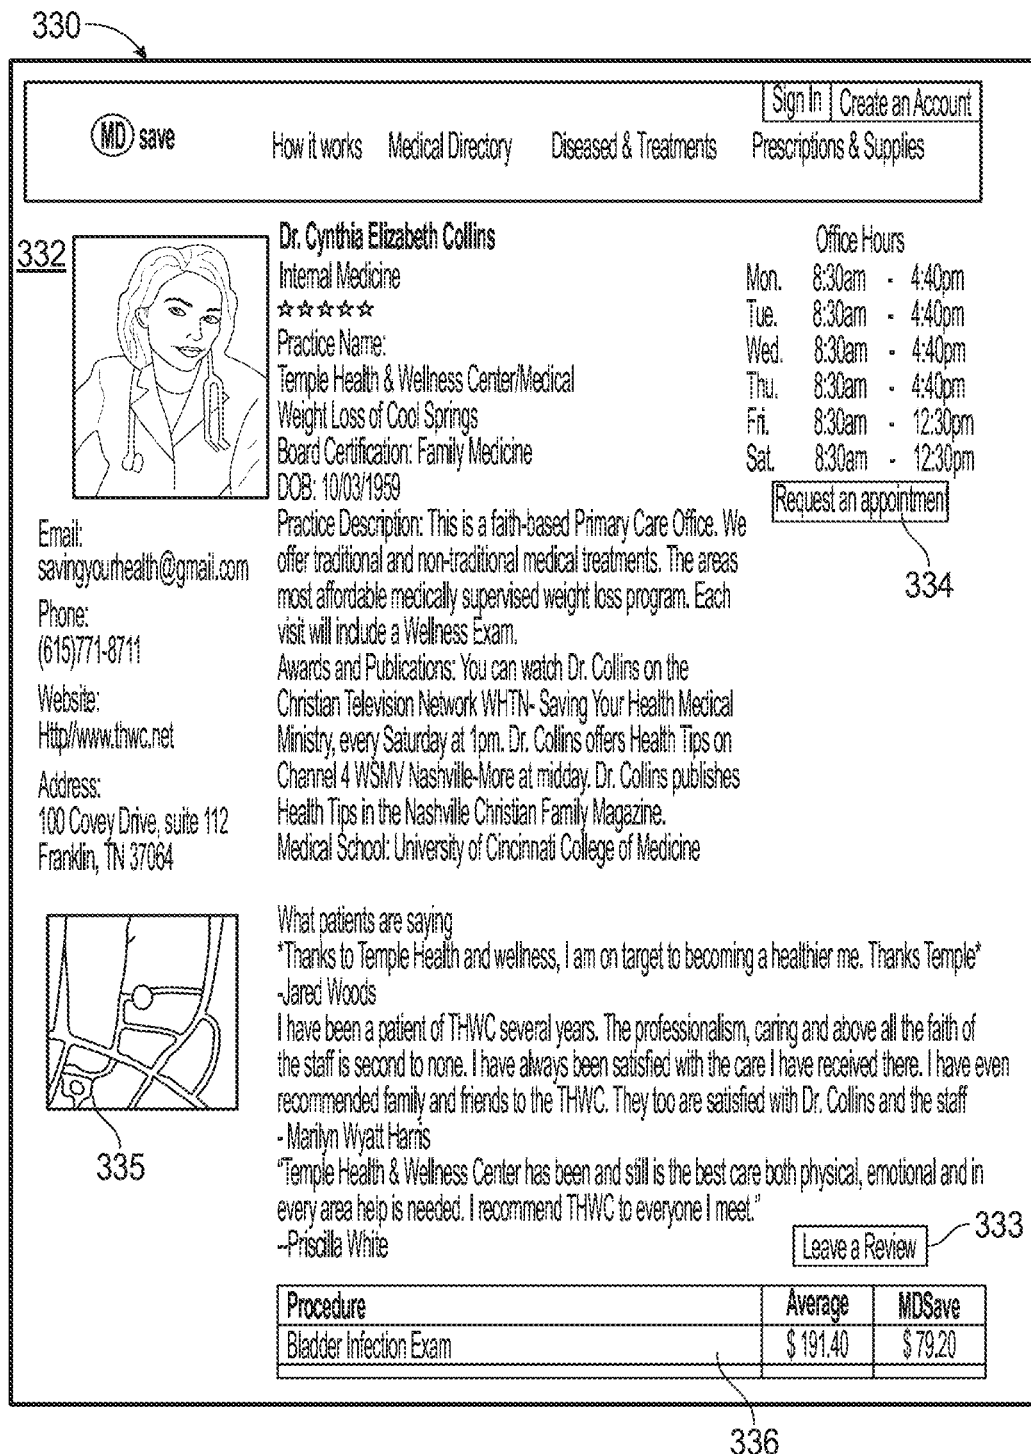 330
Sign In Create an Account
MD save
How it works Medical Directory Diseased & Treatments Prescriptions & Supplies
332
Dr. Cynthia Elizabeth Collins
Internal Medicine
☆☆☆☆☆
Practice Name:
Temple Health & Wellness Center/Medical
Weight Loss of Cool Springs
Board Certification: Family Medicine
DOB: 10/03/1959
Practice Description: This is a faith-based Primary Care Office. We
offer traditional and non-traditional medical treatments. The areas
most affordable medically supervised weight loss program. Each
visit will include a Wellness Exam.
Awards and Publications: You can watch Dr. Collins on the
Christian Television Network WHTN- Saving Your Health Medical
Ministry, every Saturday at 1pm. Dr. Collins offers Health Tips on
Channel 4 WSMV Nashville-More at midday. Dr. Collins publishes
Health Tips in the Nashville Christian Family Magazine.
Medical School: University of Cincinnati College of Medicine
Office Hours
Mon. 8:30am - 4:40pm
Tue. 8:30am - 4:40pm
Wed. 8:30am - 4:40pm
Thu. 8:30am - 4:40pm
Fri. 8:30am - 12:30pm
Sat. 8:30am - 12:30pm
Request an appointment
334
Email:
savingyourhealth@gmail.com
Phone:
(615)771-8711
Website:
Http//www.thwc.net
Address:
100 Covey Drive, suite 112
Franklin, TN 37064
335
What patients are saying
*Thanks to Temple Health and wellness, I am on target to becoming a healthier me. Thanks Temple*
-Jared Woods
I have been a patient of THWC several years. The professionalism, caring and above all the faith of
the staff is second to none. I have always been satisfied with the care I have received there. I have even
recommended family and friends to the THWC. They too are satisfied with Dr. Collins and the staff
- Marilyn Wyatt Harris
"Temple Health & Wellness Center has been and still is the best care both physical, emotional and in
every area help is needed. I recommend THWC to everyone I meet."
--Priscilla White
Leave a Review
333
Procedure Average MDSave
Bladder Infection Exam $ 191.40 $ 79.20
336